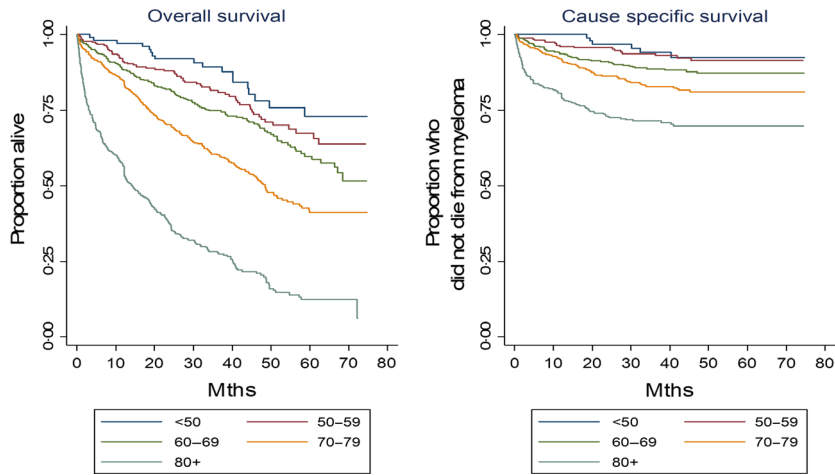 Overall survival
Proportion alive
1·00
0·75
0·50
0·25
0·00
0 10 20 30 40 50 60 70 80
Mths
<50 50–59
60–69 70–79
80+
Cause specific survival
Proportion who
did not die from myeloma
1·00
0·75
0·50
0·25
0·00
0 10 20 30 40 50 60 70 80
Mths
<50 50–59
60–69 70–79
80+